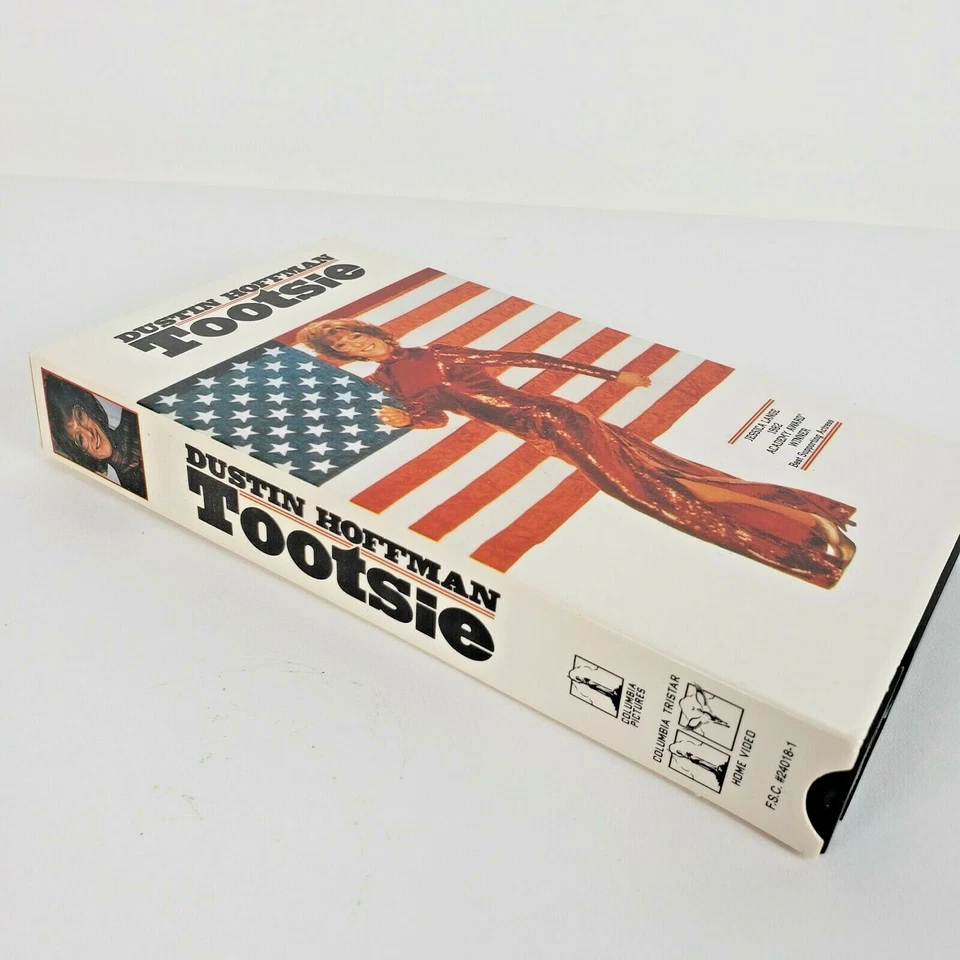 DUSTIN HOFFMAN
Tootsie
JESSICA LANGE
1982
ACADEMY AWARD®
WINNER
Best Supporting Actress
DUSTIN HOFFMAN
Tootsie
COLUMBIA
PICTURES
COLUMBIA TRISTAR
HOME VIDEO
F.S.C. #24018-1